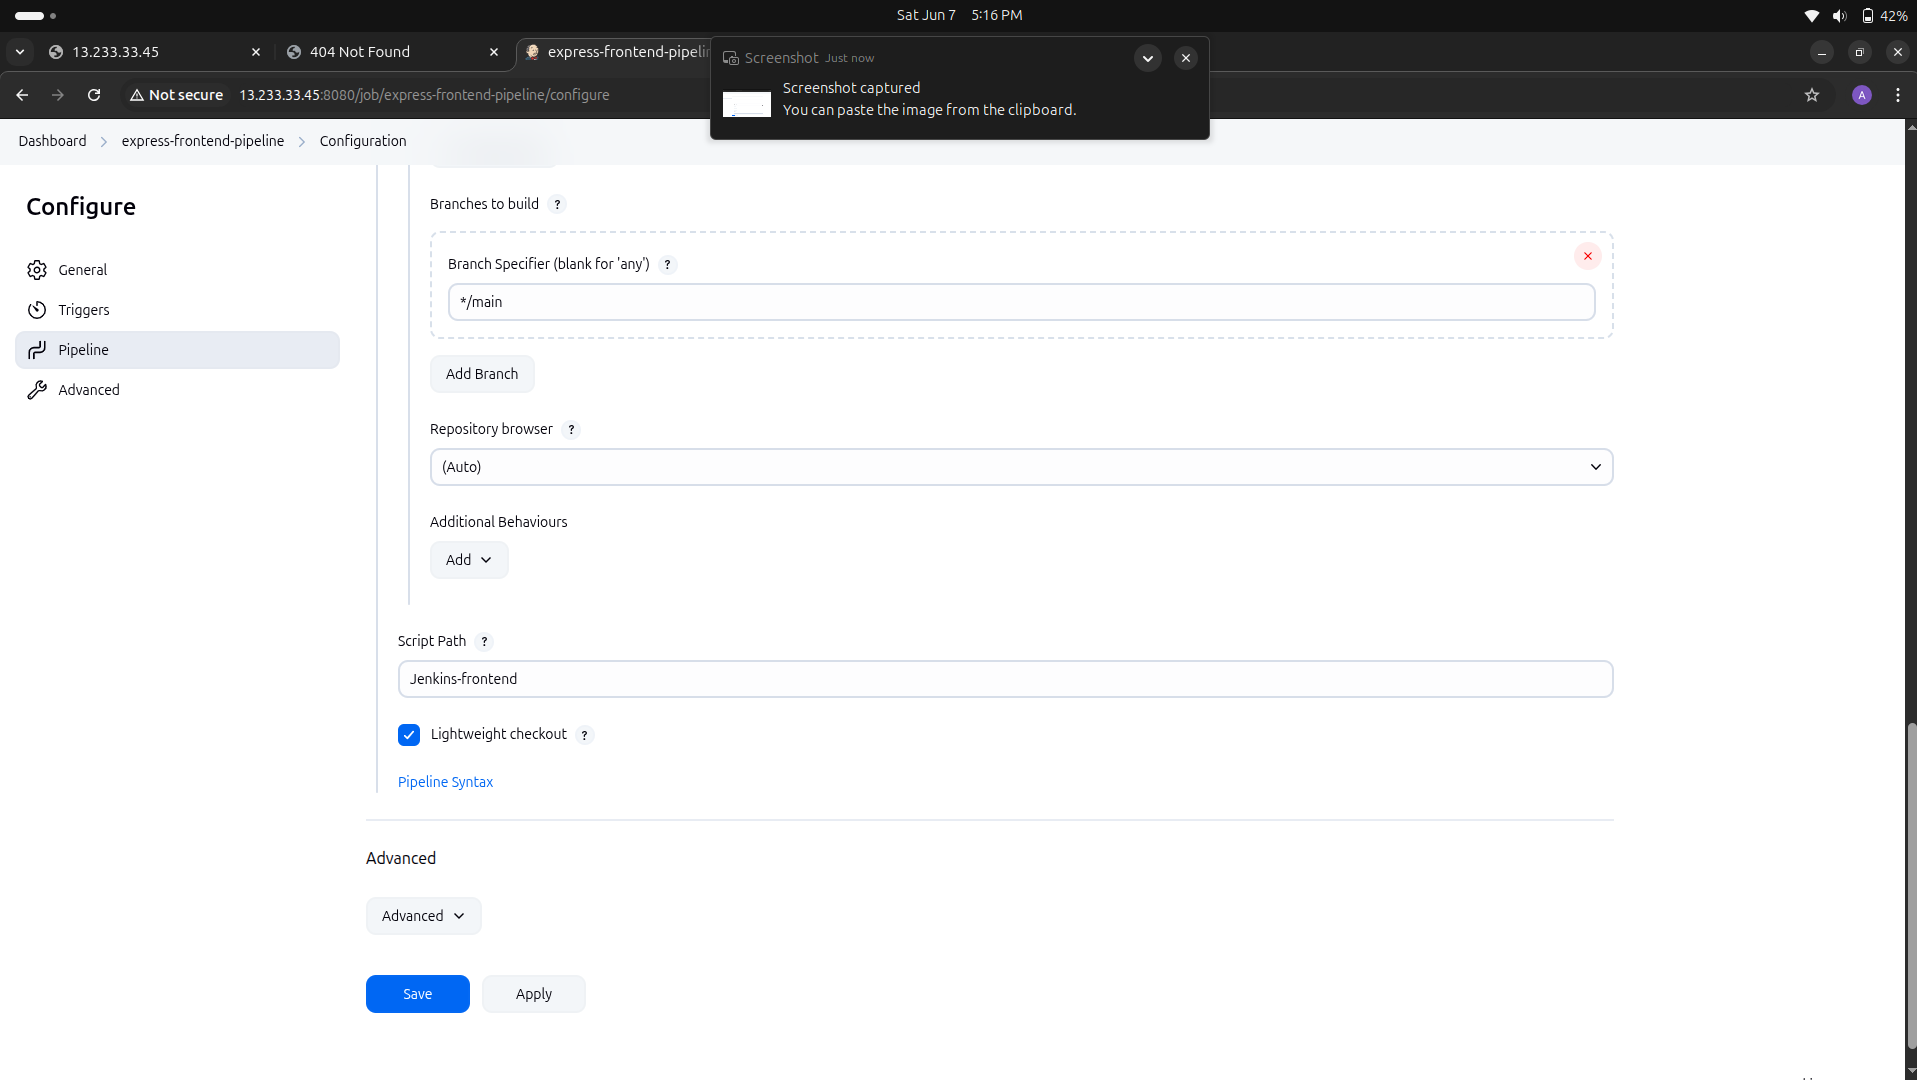 Sat Jun 7 5:16 PM
42%
13.233.33.45
404 Not Found
express-frontend-pipelin
Not secure
13.233.33.45:8080/job/express-frontend-pipeline/configure
A
Screenshot Just now
Screenshot captured
You can paste the image from the clipboard.
Dashboard
express-frontend-pipeline
Configuration
Configure
General
Triggers
Pipeline
Advanced
Branches to build ?
Branch Specifier (blank for 'any') ?
*/main
Add Branch
Repository browser ?
(Auto)
Additional Behaviours
Add
Script Path ?
Jenkins-frontend
Lightweight checkout ?
Pipeline Syntax
Advanced
Advanced
Save
Apply